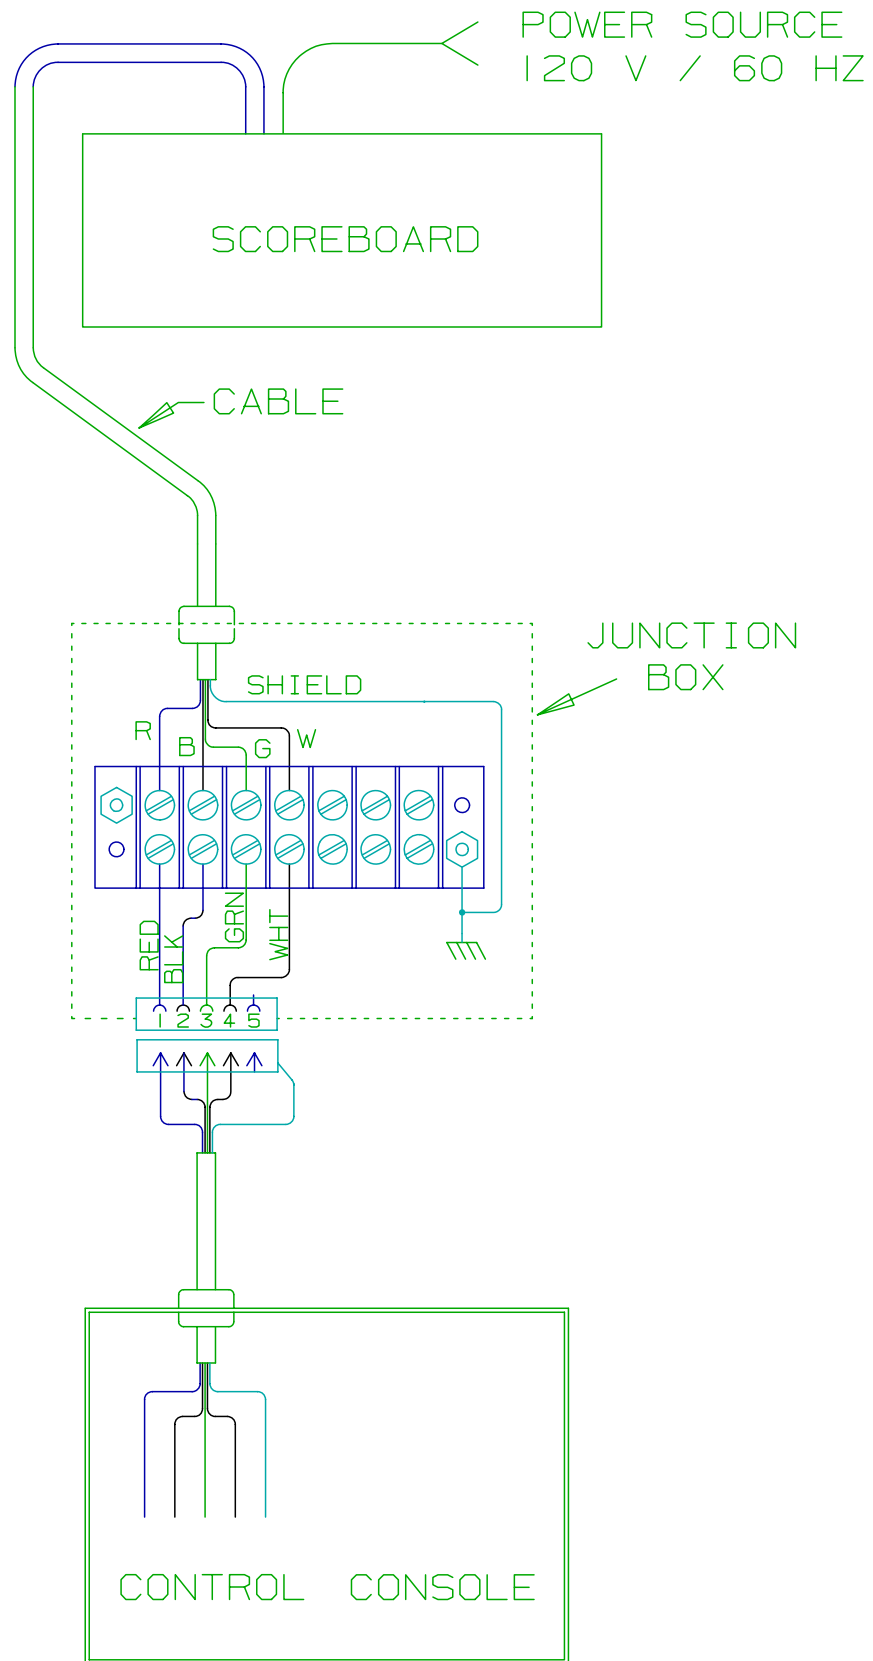 POWER SOURCE
120 V / 60 HZ
SCOREBOARD
CABLE
JUNCTION
BOX
SHIELD
R
B
G
W
RED
BLK
GRN
WHT
1 2 3 4 5
CONTROL CONSOLE